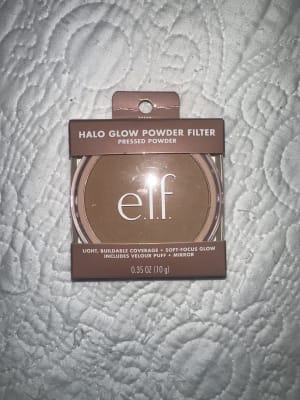 HALO GLOW POWDER FILTER
PRESSED POWDER
e.l.f.
LIGHT, BUILDABLE COVERAGE • SOFT-FOCUS GLOW
INCLUDES VELOUR PUFF + MIRROR
0.35 OZ (10 g)